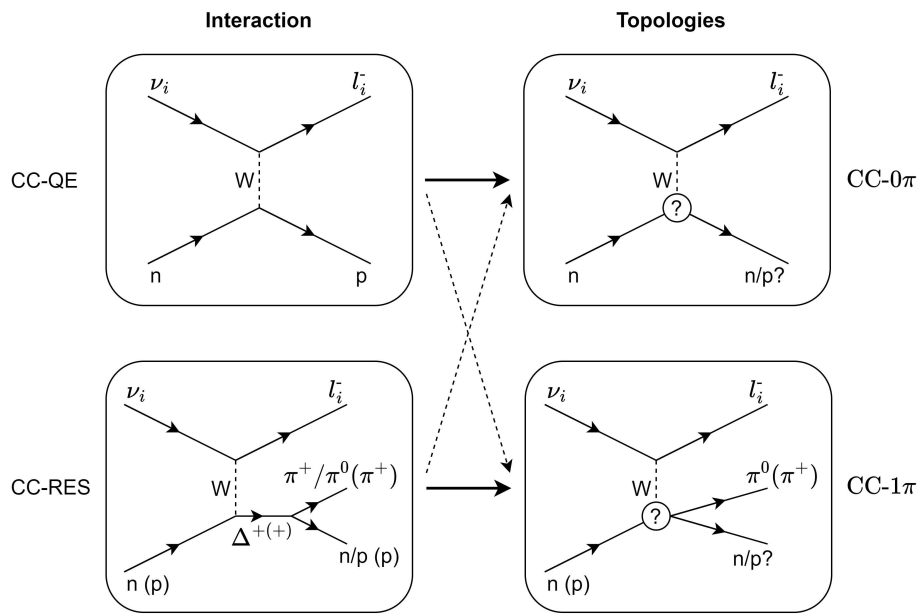 Interaction
Topologies
CC-QE
ν_i
l_i^-
W
n
p
ν_i
l_i^-
W
?
n
n/p?
CC-0π
CC-RES
ν_i
l_i^-
W
π^+/π^0(π^+)
Δ^{+(+)}
n/p (p)
n (p)
ν_i
l_i^-
W
?
π^0(π^+)
n/p?
n (p)
CC-1π